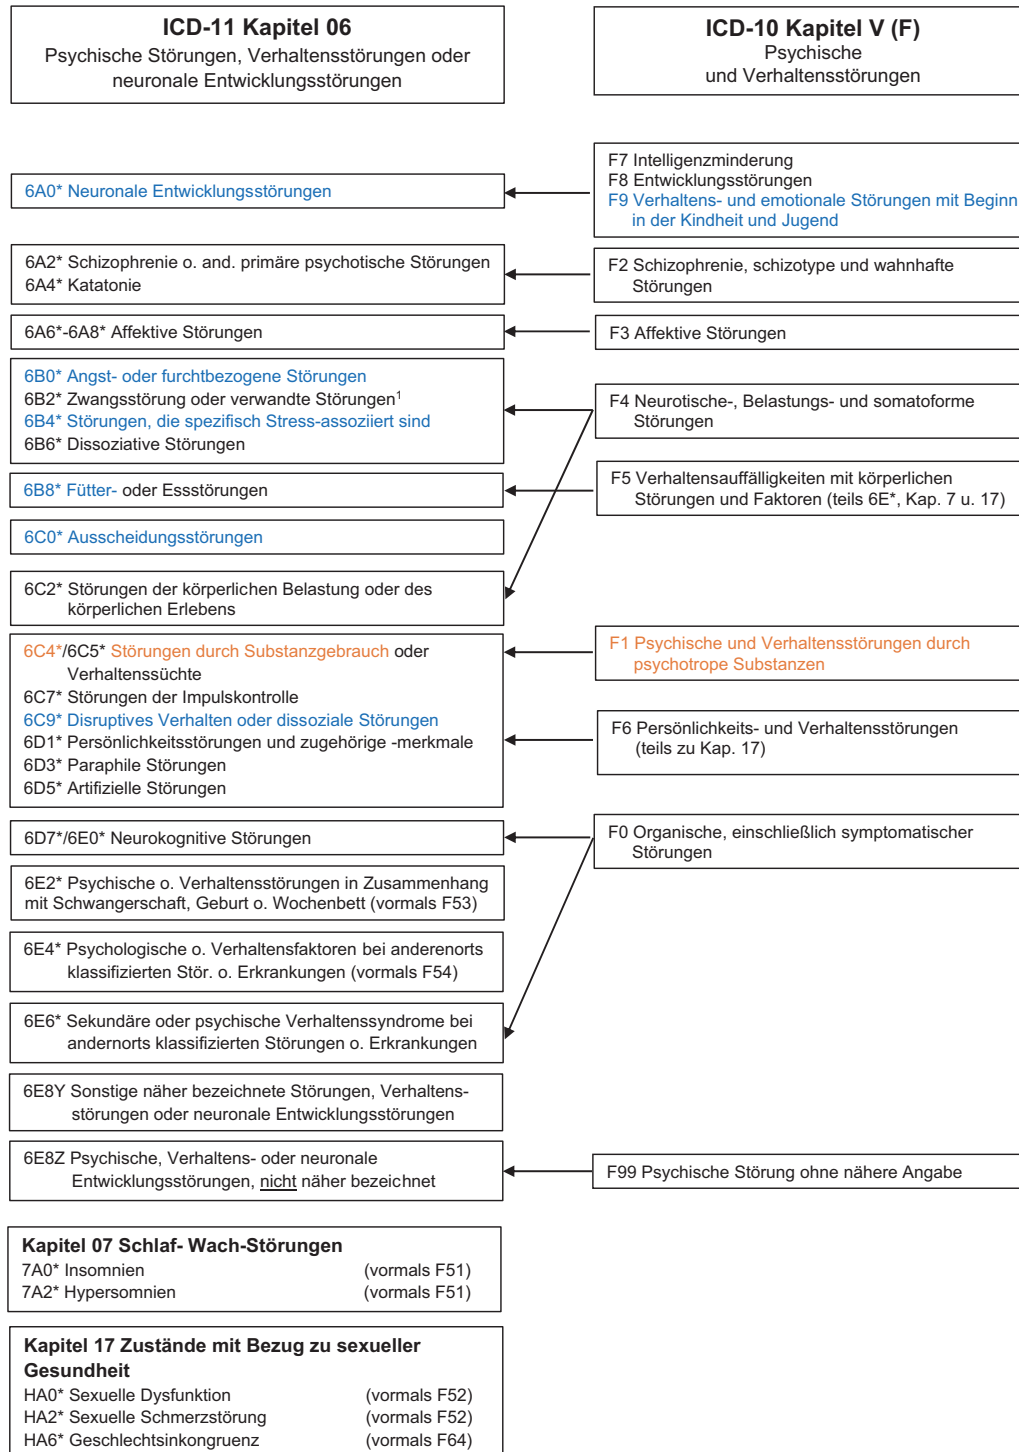 ICD-11 Kapitel 06
Psychische Störungen, Verhaltensstörungen oder
neuronale Entwicklungsstörungen
ICD-10 Kapitel V (F)
Psychische
und Verhaltensstörungen
6A0* Neuronale Entwicklungsstörungen
F7 Intelligenzminderung
F8 Entwicklungsstörungen
F9 Verhaltens- und emotionale Störungen mit Beginn
in der Kindheit und Jugend
6A2* Schizophrenie o. and. primäre psychotische Störungen
6A4* Katatonie
F2 Schizophrenie, schizotype und wahnhafte
Störungen
6A6*-6A8* Affektive Störungen
F3 Affektive Störungen
6B0* Angst- oder furchtbezogene Störungen
6B2* Zwangsstörung oder verwandte Störungen¹
6B4* Störungen, die spezifisch Stress-assoziiert sind
6B6* Dissoziative Störungen
F4 Neurotische-, Belastungs- und somatoforme
Störungen
6B8* Fütter- oder Essstörungen
F5 Verhaltensauffälligkeiten mit körperlichen
Störungen und Faktoren (teils 6E*, Kap. 7 u. 17)
6C0* Ausscheidungsstörungen
6C2* Störungen der körperlichen Belastung oder des
körperlichen Erlebens
6C4*/6C5* Störungen durch Substanzgebrauch oder
Verhaltenssüchte
6C7* Störungen der Impulskontrolle
6C9* Disruptives Verhalten oder dissoziale Störungen
6D1* Persönlichkeitsstörungen und zugehörige -merkmale
6D3* Paraphile Störungen
6D5* Artifizielle Störungen
F1 Psychische und Verhaltensstörungen durch
psychotrope Substanzen
F6 Persönlichkeits- und Verhaltensstörungen
(teils zu Kap. 17)
6D7*/6E0* Neurokognitive Störungen
F0 Organische, einschließlich symptomatischer
Störungen
6E2* Psychische o. Verhaltensstörungen in Zusammenhang
mit Schwangerschaft, Geburt o. Wochenbett (vormals F53)
6E4* Psychologische o. Verhaltensfaktoren bei anderenorts
klassifizierten Stör. o. Erkrankungen (vormals F54)
6E6* Sekundäre oder psychische Verhaltenssyndrome bei
andernorts klassifizierten Störungen o. Erkrankungen
6E8Y Sonstige näher bezeichnete Störungen, Verhaltens-
störungen oder neuronale Entwicklungsstörungen
6E8Z Psychische, Verhaltens- oder neuronale
Entwicklungsstörungen, nicht näher bezeichnet
F99 Psychische Störung ohne nähere Angabe
Kapitel 07 Schlaf- Wach-Störungen
7A0* Insomnien (vormals F51)
7A2* Hypersomnien (vormals F51)
Kapitel 17 Zustände mit Bezug zu sexueller
Gesundheit
HA0* Sexuelle Dysfunktion (vormals F52)
HA2* Sexuelle Schmerzstörung (vormals F52)
HA6* Geschlechtsinkongruenz (vormals F64)